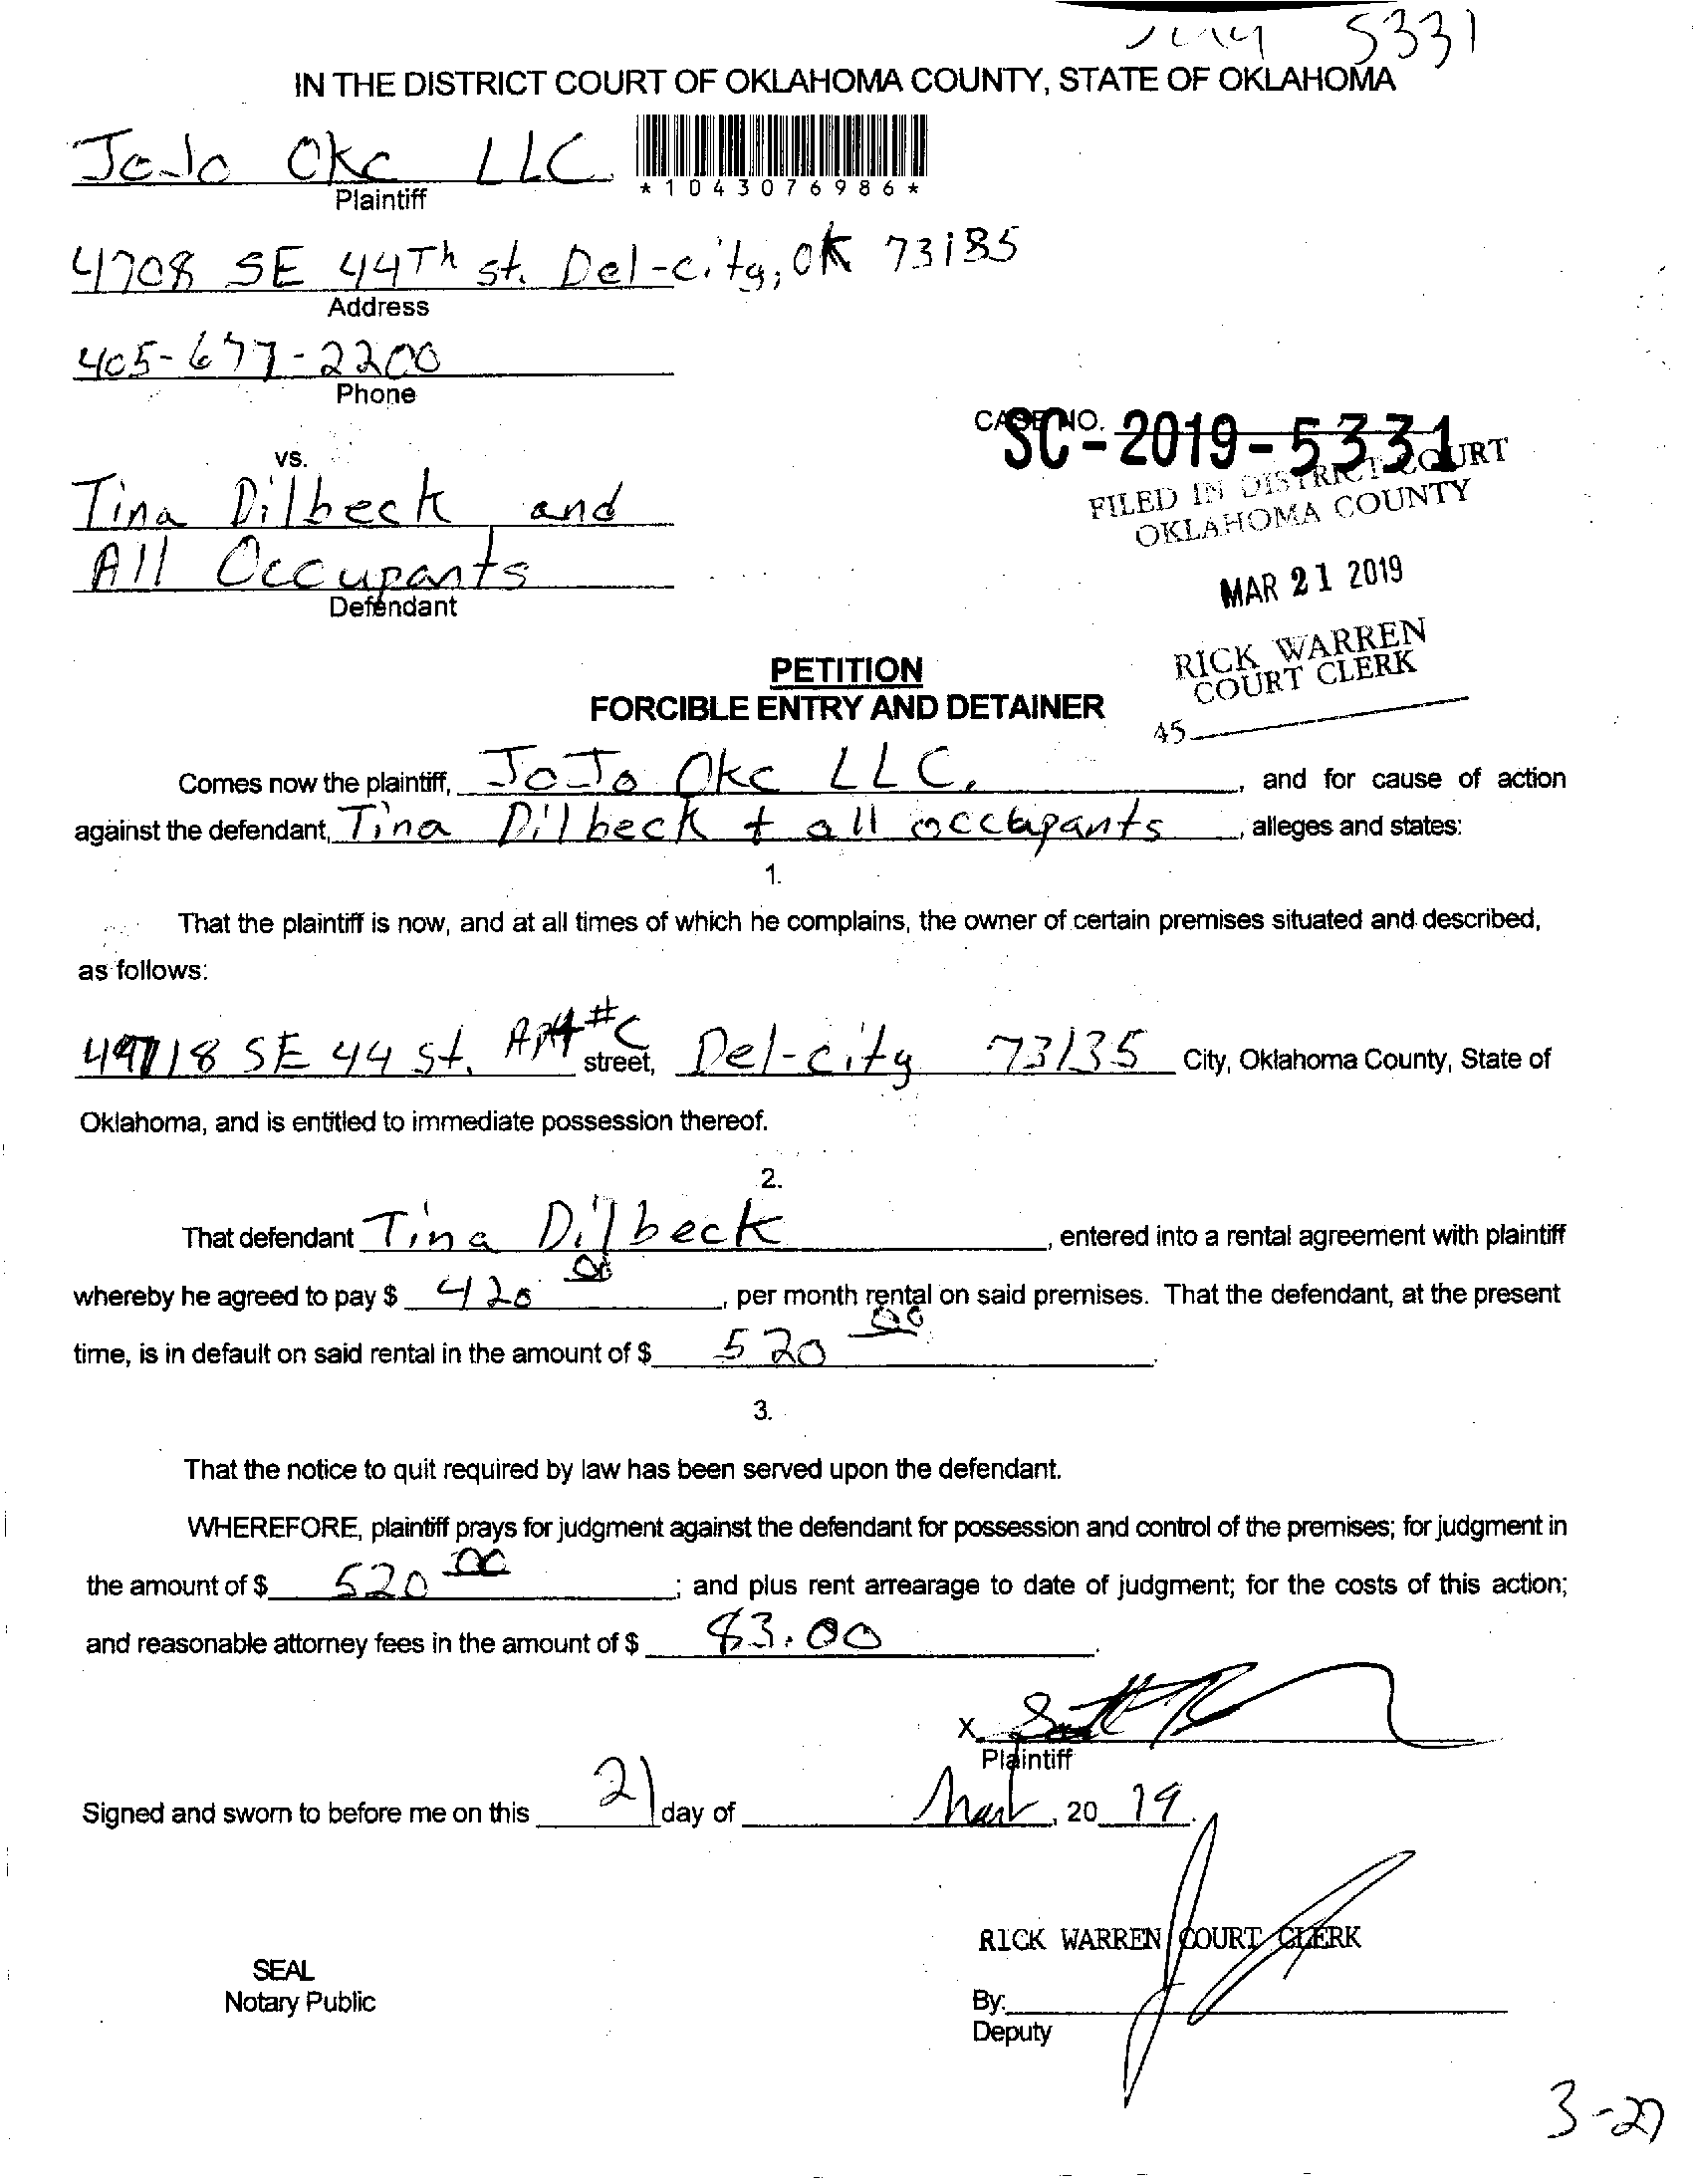 5331
IN THE DISTRICT COURT OF OKLAHOMA COUNTY, STATE OF OKLAHOMA
JoJo Okc LLC.
Plaintiff
*1043076986*
4708 SE 44Th st. Del-city, OK 73135
Address
405-677-2200
Phone
CASE NO.
SC-2019-5331
vs.
FILED IN DISTRICT COURT
OKLAHOMA COUNTY
Tina Dilbeck and
All Occupants
Defendant
MAR 21 2019
RICK WARREN
COURT CLERK
45
PETITION
FORCIBLE ENTRY AND DETAINER
Comes now the plaintiff, JoJo Okc LLC, , and for cause of action
against the defendant, Tina Dilbeck + all occupants , alleges and states:
1.
That the plaintiff is now, and at all times of which he complains, the owner of certain premises situated and described,
as follows:
SE 44 st. Apt #C street, Del-city 73135 City, Oklahoma County, State of
Oklahoma, and is entitled to immediate possession thereof.
2.
That defendant Tina Dilbeck , entered into a rental agreement with plaintiff
whereby he agreed to pay $ 420 00 , per month rental on said premises. That the defendant, at the present
time, is in default on said rental in the amount of $ 520 00 .
3.
That the notice to quit required by law has been served upon the defendant.
WHEREFORE, plaintiff prays for judgment against the defendant for possession and control of the premises; for judgment in
the amount of $ 520 00 ; and plus rent arrearage to date of judgment; for the costs of this action;
and reasonable attorney fees in the amount of $ 83.00 .
X
Plaintiff
Signed and sworn to before me on this 21 day of March, 20 19.
RICK WARREN COURT CLERK
SEAL
Notary Public
By:
Deputy
3-27